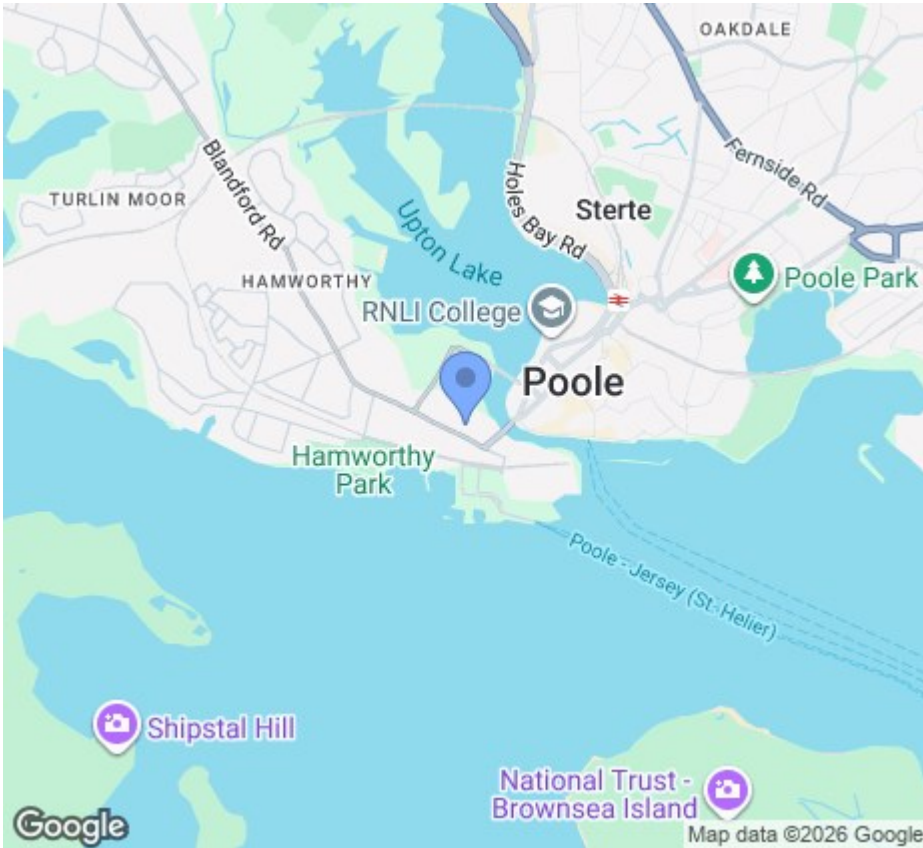 OAKDALE
Blandford Rd
Fernside Rd
TURLIN MOOR
Holes Bay Rd
Sterte
Upton Lake
HAMWORTHY
Poole Park
RNLI College
Poole
Hamworthy
Park
Poole - Jersey (St. Helier)
Shipstal Hill
National Trust -
Brownsea Island
Google
Map data ©2026 Google